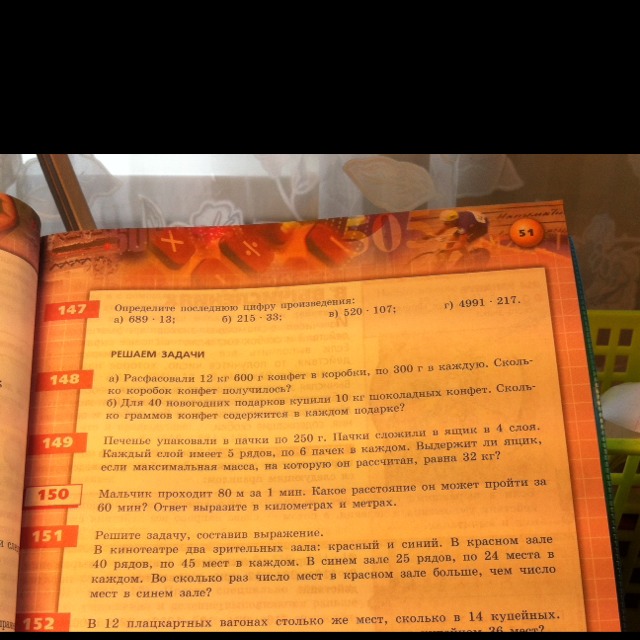 51
147 Определите последнюю цифру произведения:
а) 689 · 13; б) 215 · 33; в) 520 · 107; г) 4991 · 217.
РЕШАЕМ ЗАДАЧИ
148 а) Расфасовали 12 кг 600 г конфет в коробки, по 300 г в каждую. Сколь-
ко коробок конфет получилось?
б) Для 40 новогодних подарков купили 10 кг шоколадных конфет. Сколь-
ко граммов конфет содержится в каждом подарке?
149 Печенье упаковали в пачки по 250 г. Пачки сложили в ящик в 4 слоя.
Каждый слой имеет 5 рядов, по 6 пачек в каждом. Выдержит ли ящик,
если максимальная масса, на которую он рассчитан, равна 32 кг?
150 Мальчик проходит 80 м за 1 мин. Какое расстояние он может пройти за
60 мин? Ответ выразите в километрах и метрах.
151 Решите задачу, составив выражение.
В кинотеатре два зрительных зала: красный и синий. В красном зале
40 рядов, по 45 мест в каждом. В синем зале 25 рядов, по 24 места в
каждом. Во сколько раз число мест в красном зале больше, чем число
мест в синем зале?
152 В 12 плацкартных вагонах столько же мест, сколько в 14 купейных.
36 мест?